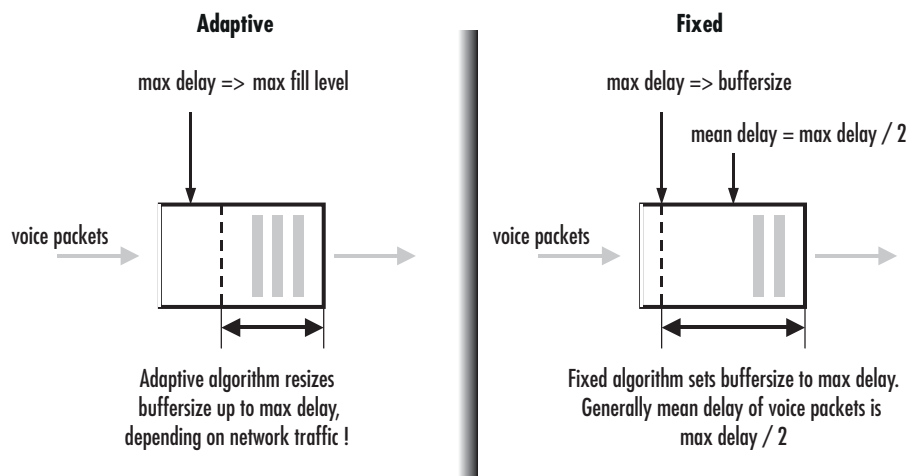 Adaptive
max delay => max fill level
voice packets
Adaptive algorithm resizes
buffersize up to max delay,
depending on network traffic !
Fixed
max delay => buffersize
mean delay = max delay / 2
voice packets
Fixed algorithm sets buffersize to max delay.
Generally mean delay of voice packets is
max delay / 2